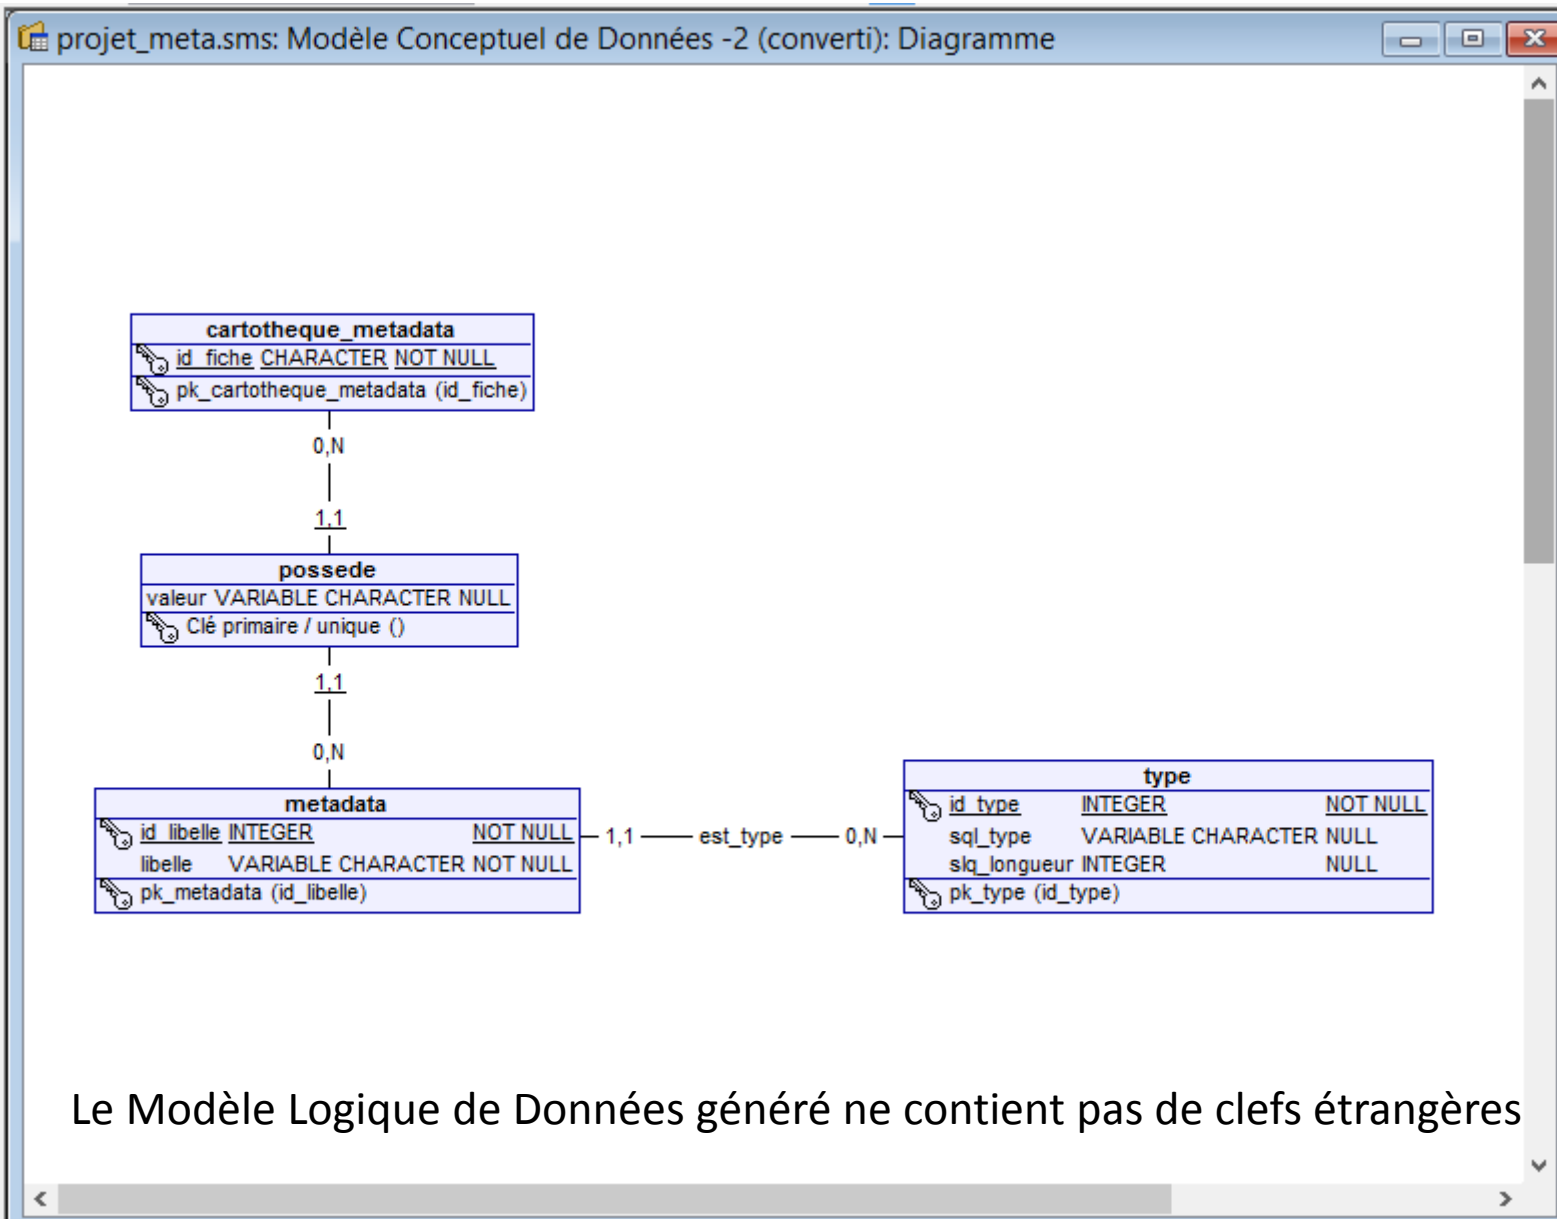 projet_meta.sms: Modèle Conceptuel de Données -2 (converti): Diagramme
cartotheque_metadata
id_fiche CHARACTER NOT NULL
pk_cartotheque_metadata (id_fiche)
0,N
1,1
possede
valeur VARIABLE CHARACTER NULL
Clé primaire / unique ()
1,1
0,N
metadata
id_libelle INTEGER NOT NULL
libelle VARIABLE CHARACTER NOT NULL
pk_metadata (id_libelle)
1,1 est_type 0,N
type
id_type INTEGER NOT NULL
sql_type VARIABLE CHARACTER NULL
slq_longueur INTEGER NULL
pk_type (id_type)
Le Modèle Logique de Données généré ne contient pas de clefs étrangères